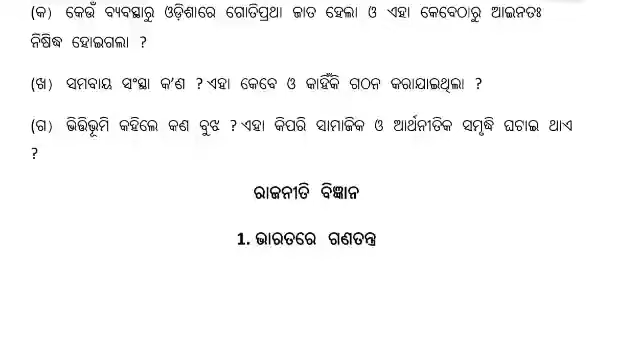 (କ) କେଉଁ ବ୍ୟବସ୍ଥାରୁ ଓଡ଼ିଶାରେ ଗୋତିପ୍ରଥା ଜାତ ହେଲା ଓ ଏହା କେବେଠାରୁ ଆଇନତଃ
ନିଷିଦ୍ଧ ହୋଇଗଲା ?
(ଖ) ସମବାୟ ସଂସ୍ଥା କ’ଣ ? ଏହା କେବେ ଓ କାହିଁକି ଗଠନ କରାଯାଇଥିଲା ?
(ଗ) ଭିତ୍ତିଭୂମି କହିଲେ କଣ ବୁଝ ? ଏହା କିପରି ସାମାଜିକ ଓ ଆର୍ଥନୀତିକ ସମୃଦ୍ଧି ଘଟାଇ ଥାଏ
?
ରାଜନୀତି ବିଜ୍ଞାନ
1. ଭାରତରେ ଗଣତନ୍ତ୍ର